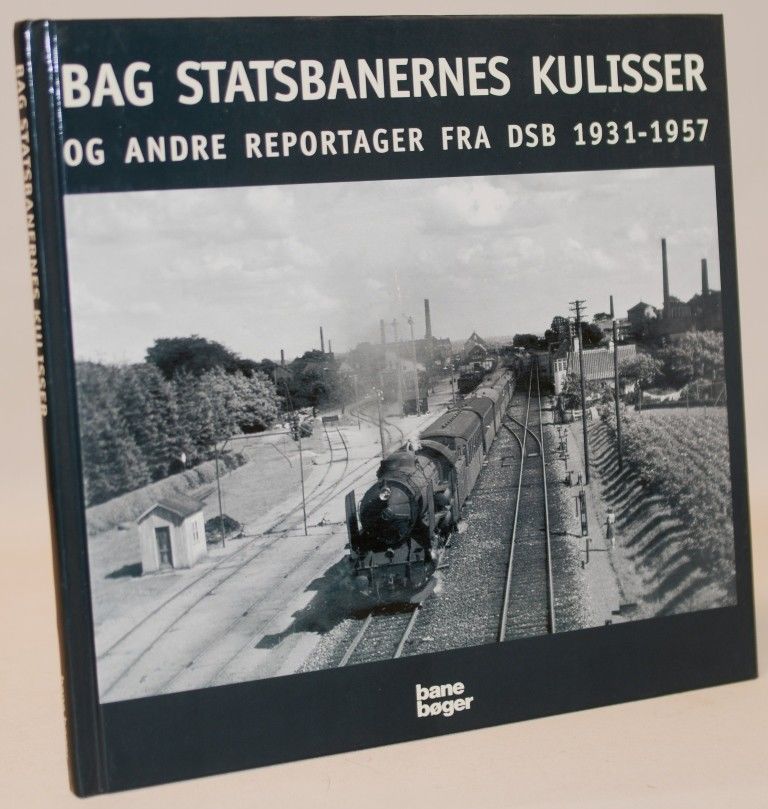 BAG STATSBANERNES KULISSER
OG ANDRE REPORTAGER FRA DSB 1931-1957
bane
bøger
BAG STATSBANERNES KULISSER